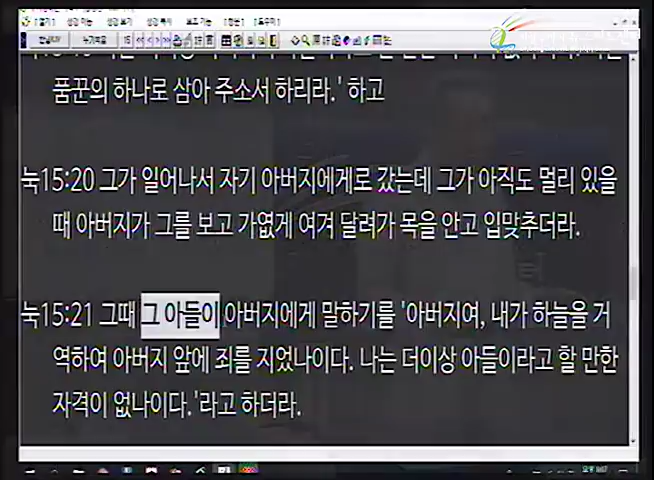 품꾼의 하나로 삼아 주소서 하리라.' 하고
눅15:20 그가 일어나서 자기 아버지에게로 갔는데 그가 아직도 멀리 있을
때 아버지가 그를 보고 가엾게 여겨 달려가 목을 안고 입맞추더라.
눅15:21 그때 그 아들이 아버지에게 말하기를 '아버지여, 내가 하늘을 거
역하여 아버지 앞에 죄를 지었나이다. 나는 더이상 아들이라고 할 만한
자격이 없나이다.'라고 하더라.